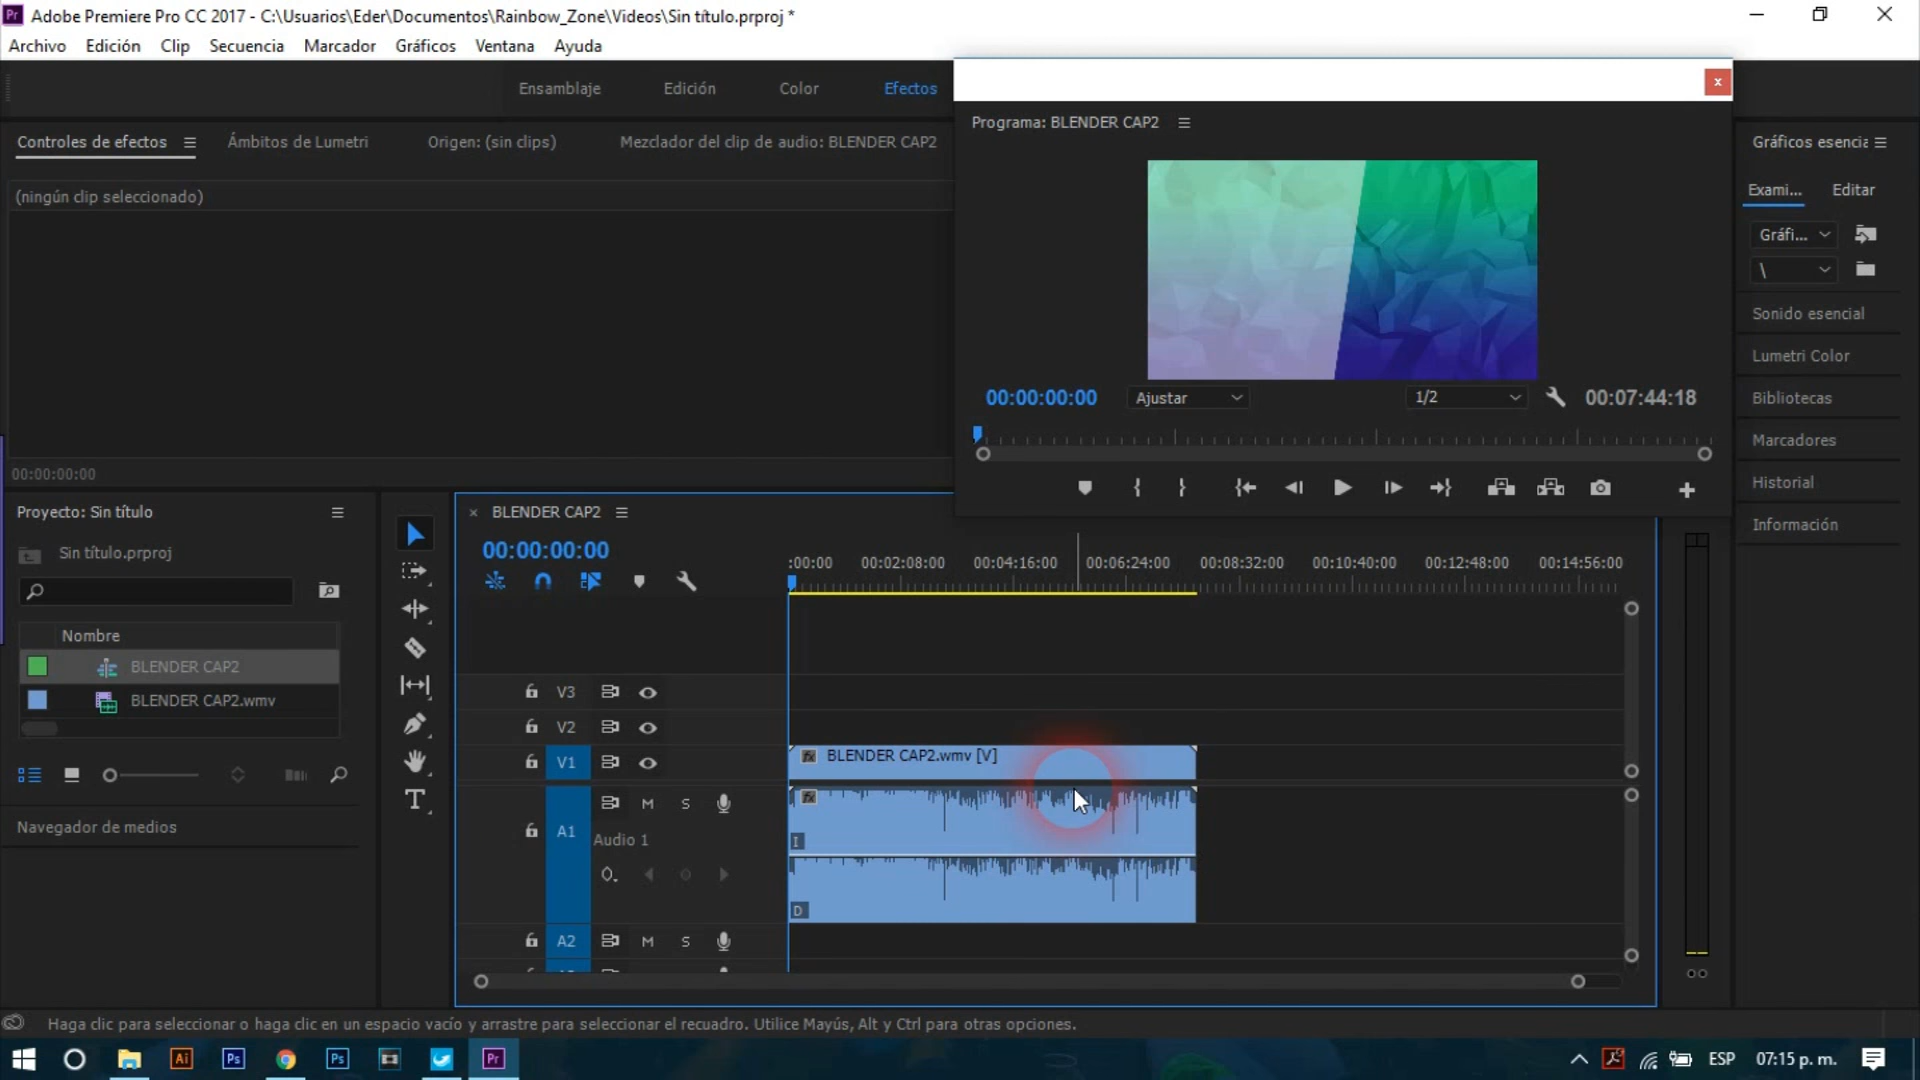 Adobe Premiere Pro CC 2017 - C:\Usuarios\Eder\Documentos\Rainbow_Zone\Videos\Sin título.prproj *
Archivo Edición Clip Secuencia Marcador Gráficos Ventana Ayuda
Ensamblaje Edición Color Efectos
Controles de efectos Ámbitos de Lumetri Origen: (sin clips) Mezclador del clip de audio: BLENDER CAP2
(ningún clip seleccionado)
00:00:00:00
x
Programa: BLENDER CAP2
00:00:00:00 Ajustar 1/2 00:07:44:18
Gráficos esencia
Exami... Editar
Gráfi...
\
Sonido esencial
Lumetri Color
Bibliotecas
Marcadores
Historial
Información
Proyecto: Sin título
Sin título.prproj
Nombre
BLENDER CAP2
BLENDER CAP2.wmv
Navegador de medios
T
× BLENDER CAP2
00:00:00:00
:00:00 00:02:08:00 00:04:16:00 00:06:24:00 00:08:32:00 00:10:40:00 00:12:48:00 00:14:56:00
V3
V2
V1 fx BLENDER CAP2.wmv [V]
M S fx
A1 Audio 1 I
D
A2 M S
Haga clic para seleccionar o haga clic en un espacio vacío y arrastre para seleccionar el recuadro. Utilice Mayús, Alt y Ctrl para otras opciones.
Ai Ps Ps Pr ESP 07:15 p. m.